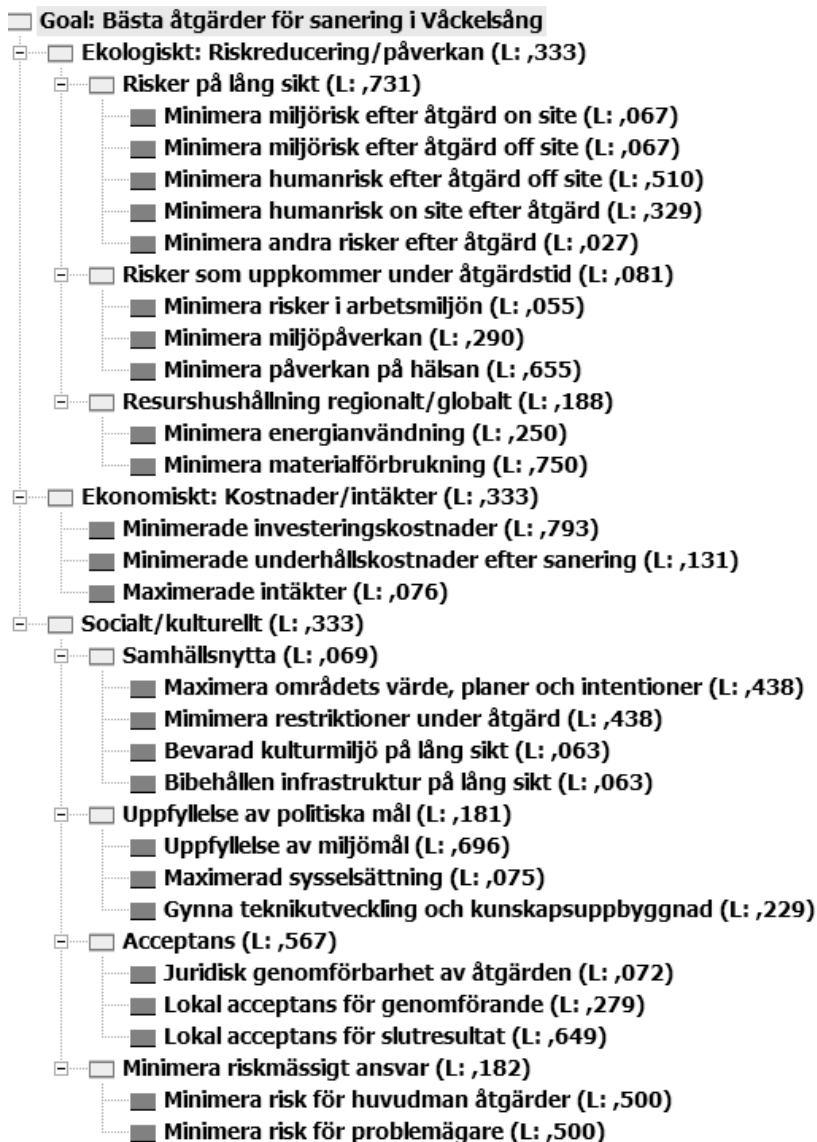 Goal: Bästa åtgärder för sanering i Våckelsång
Ekologiskt: Riskreducering/påverkan (L: ,333)
Risker på lång sikt (L: ,731)
Minimera miljörisk efter åtgärd on site (L: ,067)
Minimera miljörisk efter åtgärd off site (L: ,067)
Minimera humanrisk efter åtgärd off site (L: ,510)
Minimera humanrisk on site efter åtgärd (L: ,329)
Minimera andra risker efter åtgärd (L: ,027)
Risker som uppkommer under åtgärdstid (L: ,081)
Minimera risker i arbetsmiljön (L: ,055)
Minimera miljöpåverkan (L: ,290)
Minimera påverkan på hälsan (L: ,655)
Resurshushållning regionalt/globalt (L: ,188)
Minimera energianvändning (L: ,250)
Minimera materialförbrukning (L: ,750)
Ekonomiskt: Kostnader/intäkter (L: ,333)
Minimerade investeringskostnader (L: ,793)
Minimerade underhållskostnader efter sanering (L: ,131)
Maximerade intäkter (L: ,076)
Socialt/kulturellt (L: ,333)
Samhällsnytta (L: ,069)
Maximera områdets värde, planer och intentioner (L: ,438)
Mimimera restriktioner under åtgärd (L: ,438)
Bevarad kulturmiljö på lång sikt (L: ,063)
Bibehållen infrastruktur på lång sikt (L: ,063)
Uppfyllelse av politiska mål (L: ,181)
Uppfyllelse av miljömål (L: ,696)
Maximerad sysselsättning (L: ,075)
Gynna teknikutveckling och kunskapsuppbyggnad (L: ,229)
Acceptans (L: ,567)
Juridisk genomförbarhet av åtgärden (L: ,072)
Lokal acceptans för genomförande (L: ,279)
Lokal acceptans för slutresultat (L: ,649)
Minimera riskmässigt ansvar (L: ,182)
Minimera risk för huvudman åtgärder (L: ,500)
Minimera risk för problemägare (L: ,500)